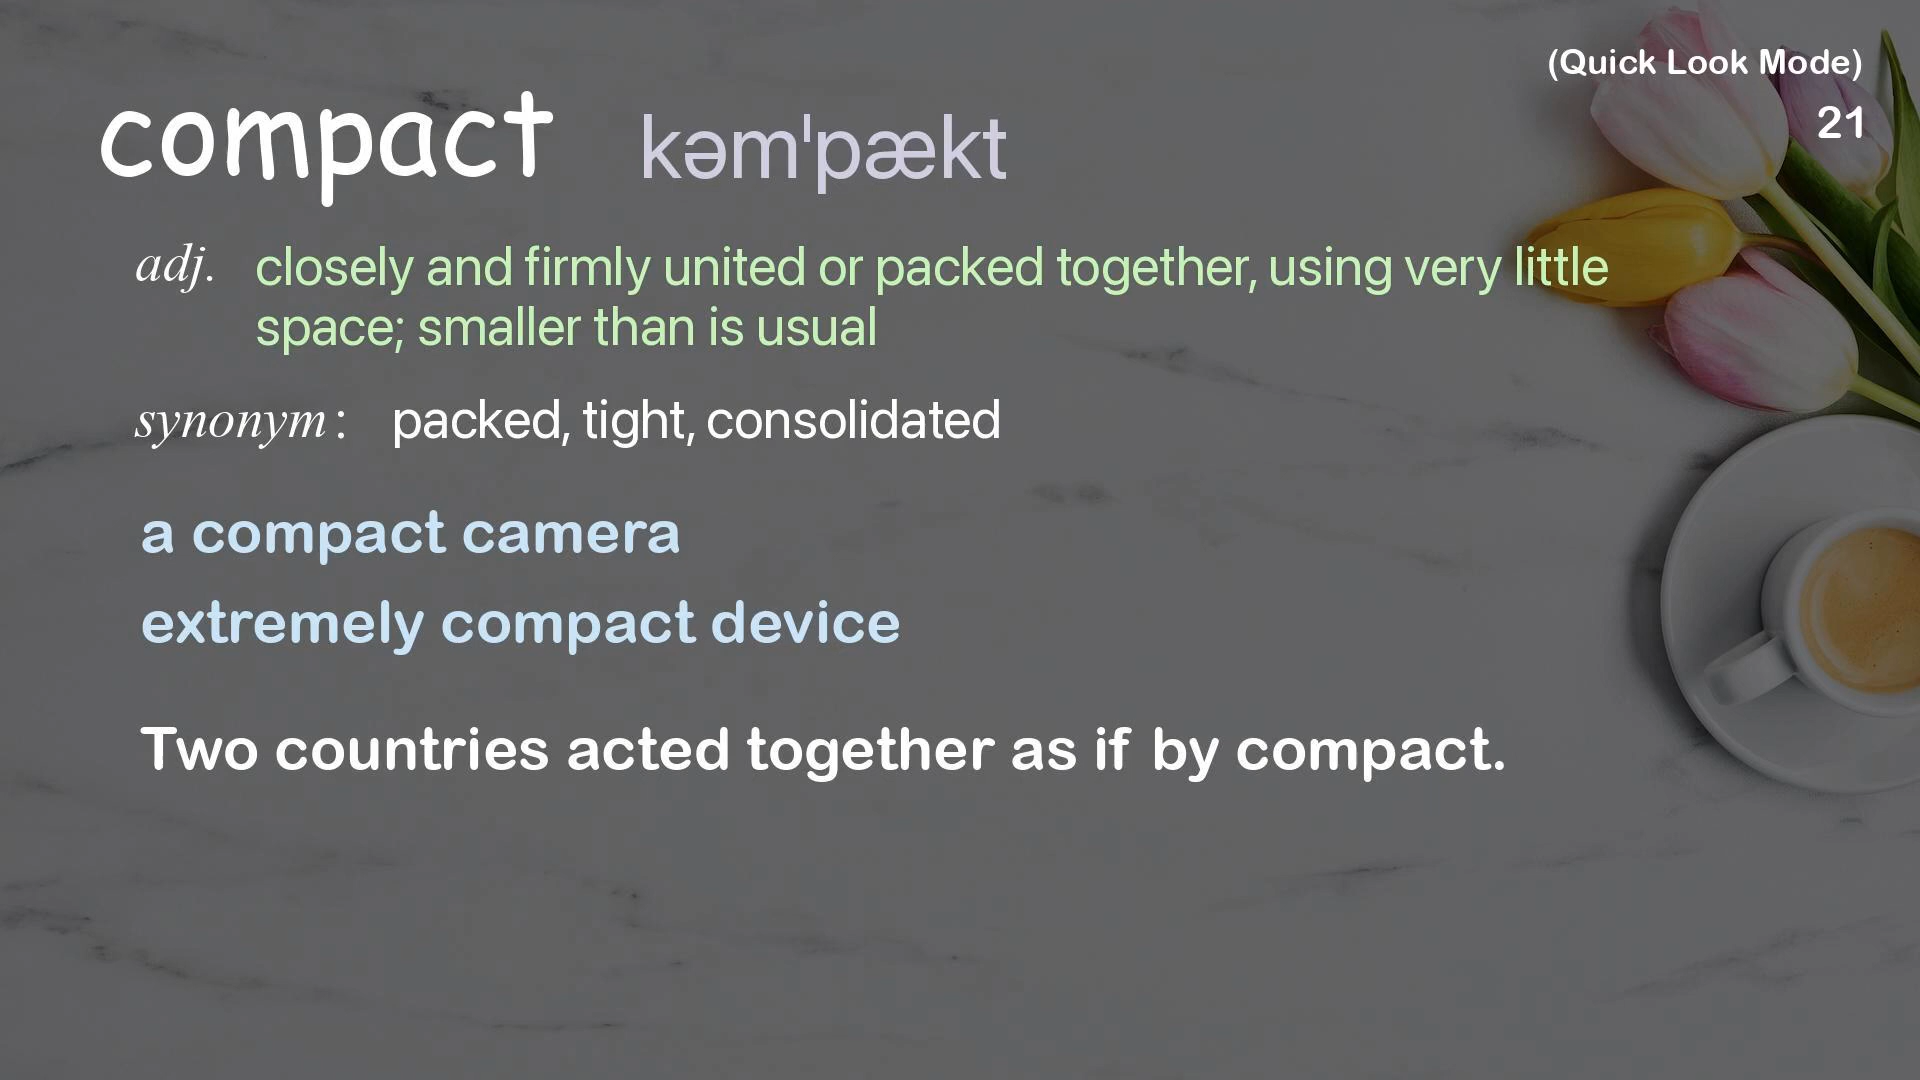 (Quick Look Mode)
21
compact kəmˈpækt
adj. closely and firmly united or packed together, using very little
space; smaller than is usual
synonym : packed, tight, consolidated
a compact camera
extremely compact device
Two countries acted together as if by compact.